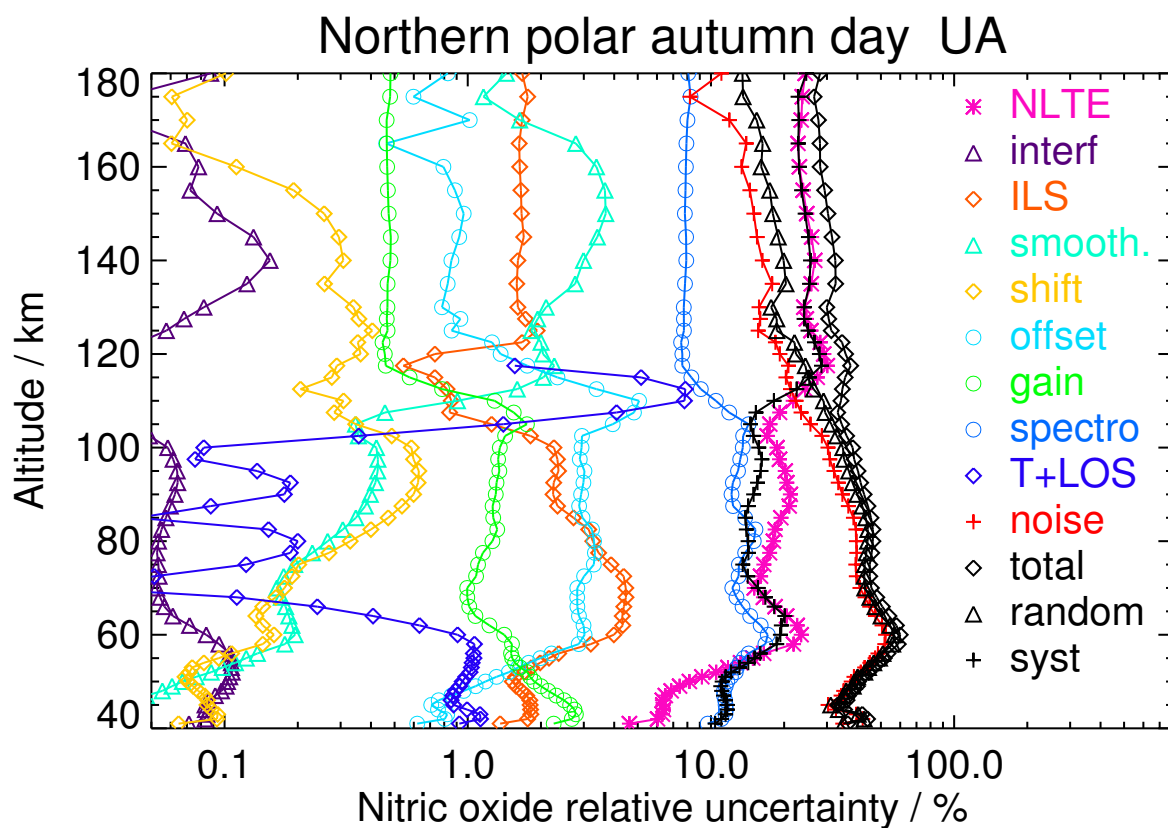 Northern polar autumn day UA
180
160
140
120
100
80
60
40
Altitude / km
NLTE
interf
ILS
smooth.
shift
offset
gain
spectro
T+LOS
noise
total
random
syst
0.1
1.0
10.0
100.0
Nitric oxide relative uncertainty / %